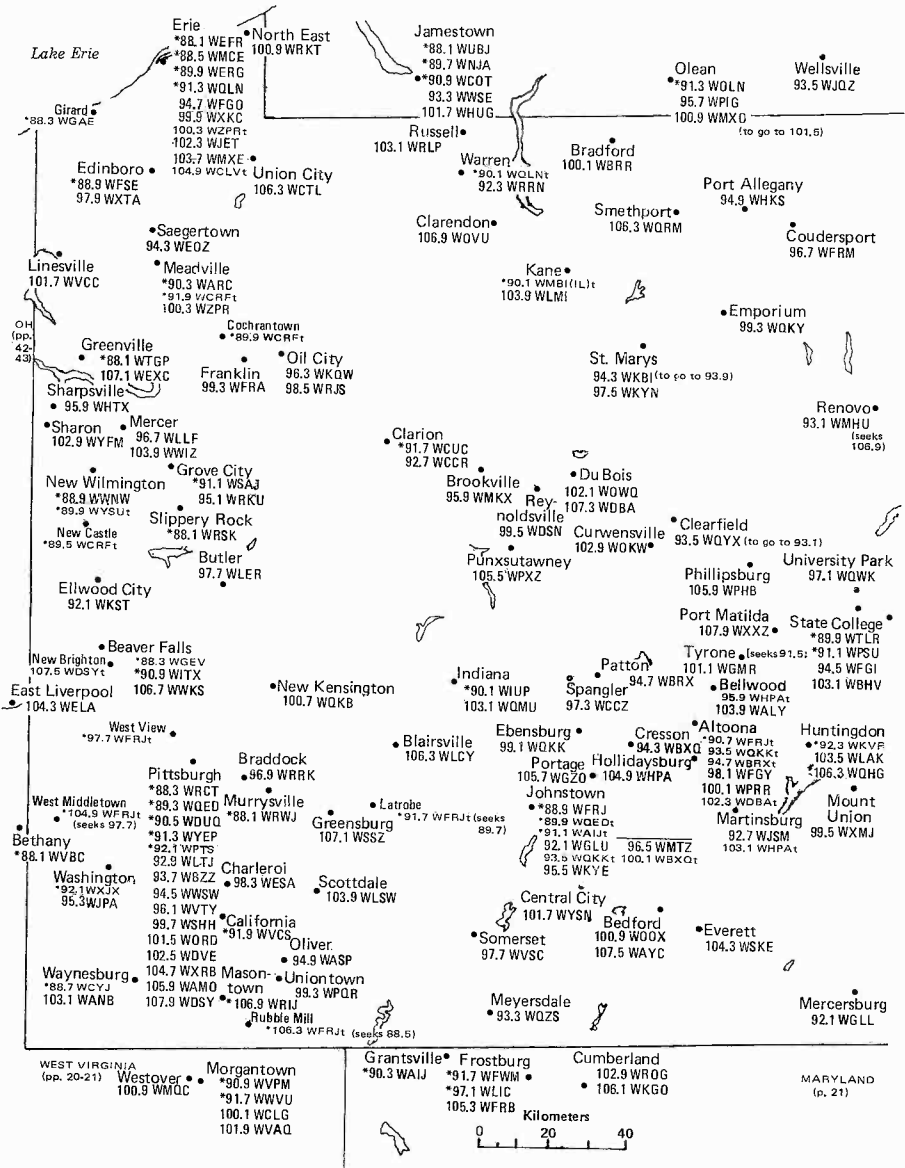 Lake Erie
Erie
*88.1 WEFR
*88.5 WMCE
*89.9 WERG
*91.3 WQLN
94.7 WFGO
99.9 WXKC
100.3 WZPRt
102.3 WJET
103.7 WMXE
104.9 WCLVt
North East
100.9 WRKT
Jamestown
*88.1 WUBJ
*89.7 WNJA
*90.9 WCOT
93.3 WWSE
101.7 WHUG
Olean
*91.3 WOLN
95.7 WPIG
100.9 WMXO
(to go to 101.5)
Wellsville
93.5 WJQZ
Girard
*88.3 WGAE
Russell
103.1 WRLP
Bradford
100.1 WBRR
Warren
*90.1 WQLNt
92.3 WRRN
Edinboro
*88.9 WFSE
97.9 WXTA
Union City
106.3 WCTL
Port Allegany
94.9 WHKS
Smethport
106.3 WQRM
Clarendon
106.9 WOVU
Coudersport
96.7 WFRM
Saegertown
94.3 WEOZ
Linesville
101.7 WVCC
Meadville
*90.3 WARC
*91.9 WCRFt
100.3 WZPR
Kane
*90.1 WMBI(IL)t
103.9 WLMI
Emporium
99.3 WQKY
OH
(pp.
42-
43)
Cochrantown
*89.9 WCRFt
Greenville
*88.1 WTGP
107.1 WEXC
Franklin
99.3 WFRA
Oil City
96.3 WKQW
98.5 WRJS
St. Marys
94.3 WKBI (to go to 93.9)
97.5 WKYN
Sharpsville
95.9 WHTX
Renovo
93.1 WMHU
(seeks
106.9)
Sharon
102.9 WYFM
Mercer
96.7 WLLF
103.9 WWIZ
Clarion
*91.7 WCUC
92.7 WCCR
Grove City
*91.1 WSAJ
95.1 WRKU
Brookville
95.9 WMKX
Du Bois
102.1 WOWQ
107.3 WDBA
New Wilmington
*88.9 WWNW
*89.9 WYSUt
Rey-
noldsville
99.5 WDSN
Slippery Rock
*88.1 WRSK
New Castle
*89.5 WCRFt
Curwensville
102.9 WOKW
Clearfield
93.5 WQYX (to go to 93.1)
Butler
97.7 WLER
Punxsutawney
105.5 WPXZ
University Park
97.1 WQWK
Phillipsburg
105.9 WPHB
Ellwood City
92.1 WKST
Port Matilda
107.9 WXXZ
State College
*89.9 WTLR
*91.1 WPSU
94.5 WFGI
103.1 WBHV
Beaver Falls
*88.3 WGEV
*90.9 WITX
106.7 WWKS
New Brighton
107.5 WDSYt
Tyrone (seeks 91.5)
101.1 WGMR
East Liverpool
104.3 WELA
New Kensington
100.7 WQKB
Indiana
*90.1 WIUP
103.1 WQMU
Patton
94.7 WBRX
Spangler
97.3 WCCZ
Bellwood
95.9 WHPAt
103.9 WALY
West View
*97.7 WFRJt
Blairsville
106.3 WLCY
Ebensburg
99.1 WQKK
Cresson
94.3 WBXQ
Altoona
*90.7 WFRJt
93.5 WQKKt
94.7 WBRXt
98.1 WFGY
100.1 WPRR
102.3 WDBAt
Huntingdon
*92.3 WKVR
103.5 WLAK
*106.3 WQHG
Portage
105.7 WGZO
Hollidaysburg
104.9 WHPA
Pittsburgh
*88.3 WRCT
*89.3 WQED
*90.5 WDUQ
*91.3 WYEP
*92.1 WPTS
92.9 WLTJ
93.7 WBZZ
94.5 WWSW
96.1 WVTY
99.7 WSHH
101.5 WORD
102.5 WDVE
104.7 WXRB
105.9 WAMO
107.9 WDSY
Braddock
96.9 WRRK
Murrysville
*88.1 WRWJ
Latrobe
*91.7 WFRJt (seeks
89.7)
Greensburg
107.1 WSSZ
Johnstown
*88.9 WFRJ
*89.9 WQEDt
*91.1 WAIJt
92.1 WGLU
93.5 WQKKt
95.5 WKYE
96.5 WMTZ
100.1 WBXQt
Martinsburg
92.7 WJSM
103.1 WHPAt
Mount
Union
99.5 WXMJ
West Middletown
*104.9 WFRJt
(seeks 97.7)
Bethany
*88.1 WVBC
Washington
*92.1 WXJX
95.3 WJPA
Charleroi
98.3 WESA
Scottdale
103.9 WLSW
Central City
101.7 WYSN
California
*91.9 WVCS
Somerset
97.7 WVSC
Bedford
100.9 WOOX
107.5 WAYC
Everett
104.3 WSKE
Oliver
94.9 WASP
Waynesburg
*88.7 WCYJ
103.1 WANB
Mason-
town
*106.9 WRIJ
Uniontown
99.3 WPQR
Rubble Mill
*106.3 WFRJt (seeks 88.5)
Meyersdale
93.3 WQZS
Mercersburg
92.1 WGLL
WEST VIRGINIA
(pp. 20-21)
Westover
100.9 WMQC
Morgantown
*90.9 WVPM
*91.7 WWVU
100.1 WCLG
101.9 WVAQ
Grantsville
*90.3 WAIJ
Frostburg
*91.7 WFWM
*97.1 WLIC
105.3 WFRB
Cumberland
102.9 WROG
106.1 WKGO
MARYLAND
(p. 21)
Kilometers
0 20 40